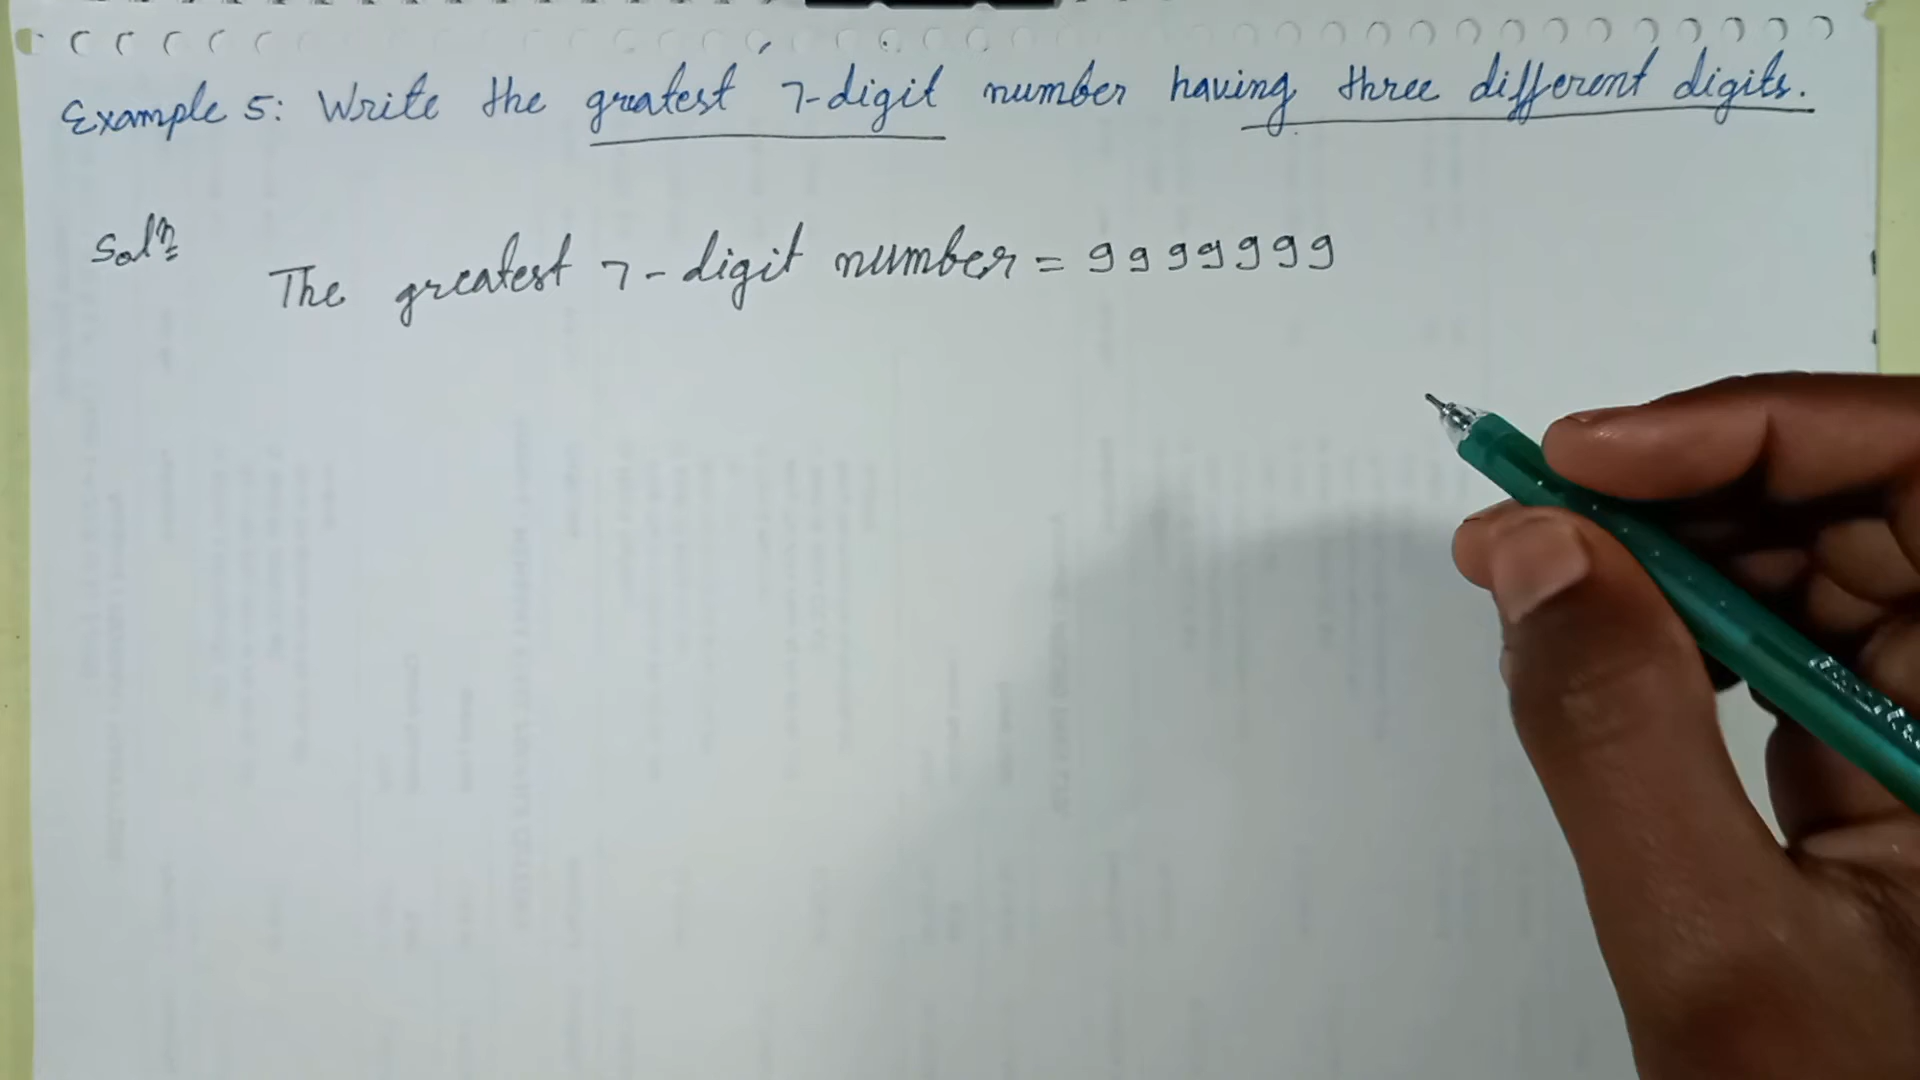 Example 5: Write the greatest 7-digit number having three different digits.
Solⁿ
The greatest 7-digit number = 9999999